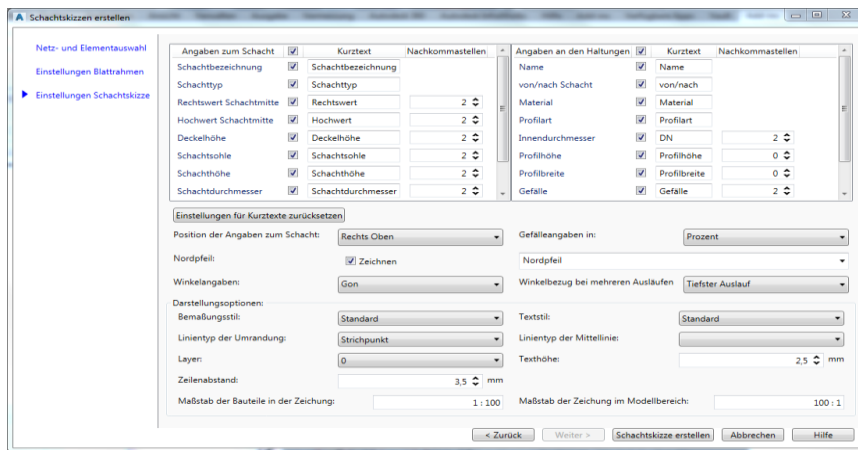 Schachtskizzen erstellen
Netz- und Elementauswahl
Einstellungen Blattrahmen
Einstellungen Schachtskizze
Angaben zum Schacht Kurztext Nachkommastellen
Schachtbezeichnung Schachtbezeichnung
Schachttyp Schachttyp
Rechtswert Schachtmitte Rechtswert 2
Hochwert Schachtmitte Hochwert 2
Deckelhöhe Deckelhöhe 2
Schachtsohle Schachtsohle 2
Schachthöhe Schachthöhe 2
Schachtdurchmesser Schachtdurchmesser 2
Angaben an den Haltungen Kurztext Nachkommastellen
Name Name
von/nach Schacht von/nach
Material Material
Profilart Profilart
Innendurchmesser DN 2
Profilhöhe Profilhöhe 0
Profilbreite Profilbreite 0
Gefälle Gefälle 2
Einstellungen für Kurztexte zurücksetzen
Position der Angaben zum Schacht: Rechts Oben Gefälleangaben in: Prozent
Nordpfeil: Zeichnen Nordpfeil
Winkelangaben: Gon Winkelbezug bei mehreren Ausläufen Tiefster Auslauf
Darstellungsoptionen:
Bemaßungsstil: Standard Textstil: Standard
Linientyp der Umrandung: Strichpunkt Linientyp der Mittellinie:
Layer: 0 Texthöhe: 2,5 mm
Zeilenabstand: 3,5 mm
Maßstab der Bauteile in der Zeichung: 1 : 100 Maßstab der Zeichung im Modellbereich: 100 : 1
< Zurück Weiter > Schachtskizze erstellen Abbrechen Hilfe